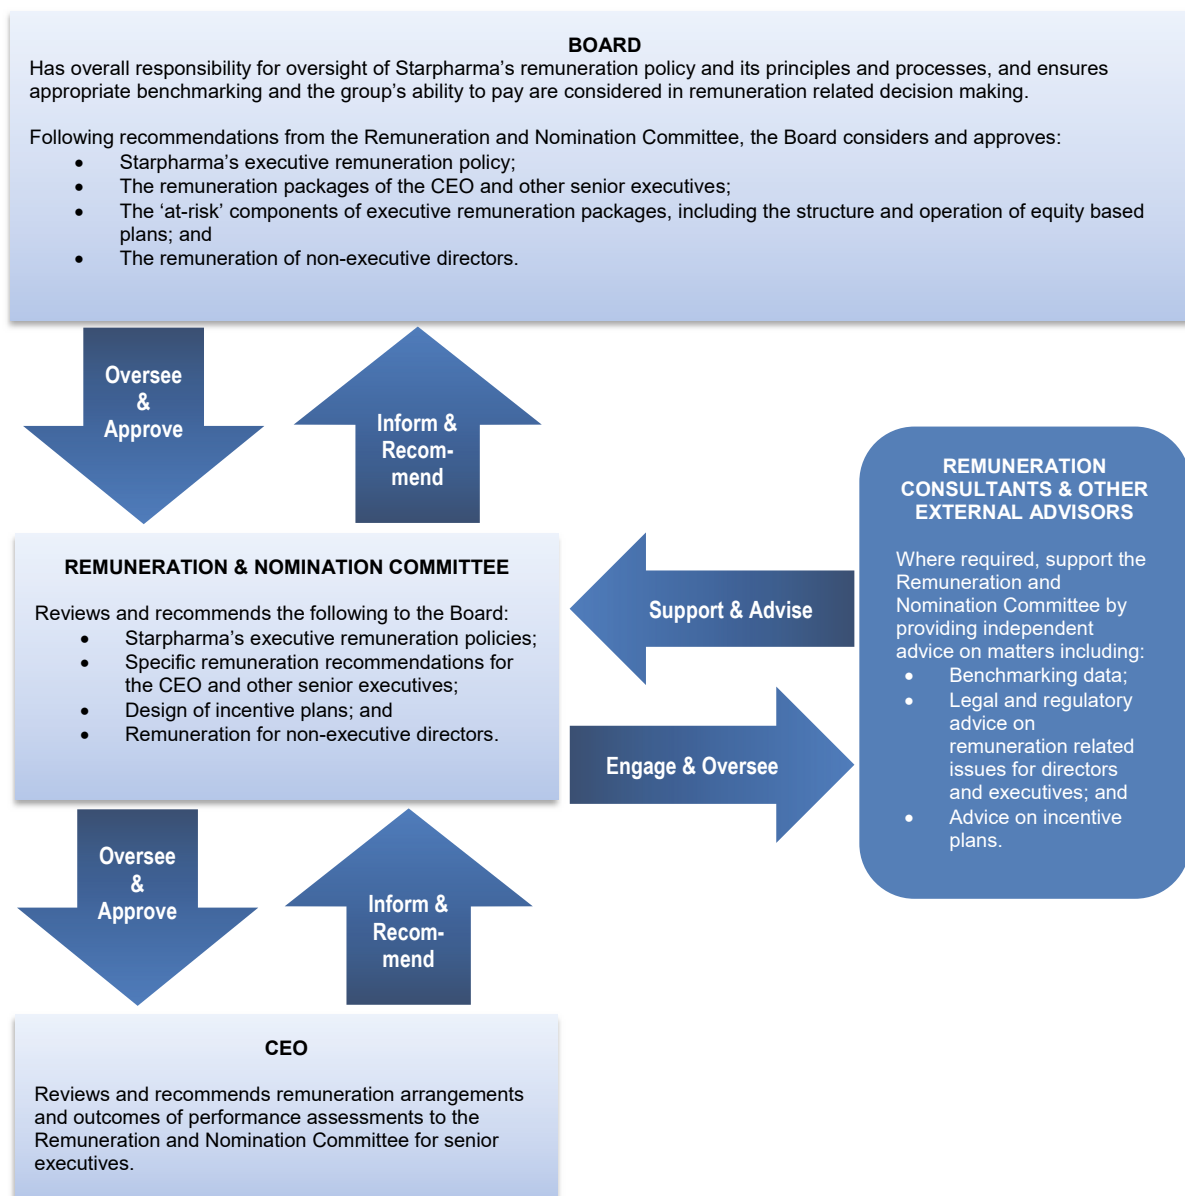 BOARD
Has overall responsibility for oversight of Starpharma’s remuneration policy and its principles and processes, and ensures
appropriate benchmarking and the group’s ability to pay are considered in remuneration related decision making.
Following recommendations from the Remuneration and Nomination Committee, the Board considers and approves:
• Starpharma’s executive remuneration policy;
• The remuneration packages of the CEO and other senior executives;
• The ‘at-risk’ components of executive remuneration packages, including the structure and operation of equity based
plans; and
• The remuneration of non-executive directors.
Oversee
&
Approve
Inform &
Recom-
mend
REMUNERATION & NOMINATION COMMITTEE
Reviews and recommends the following to the Board:
• Starpharma’s executive remuneration policies;
• Specific remuneration recommendations for
the CEO and other senior executives;
• Design of incentive plans; and
• Remuneration for non-executive directors.
Support & Advise
Engage & Oversee
REMUNERATION
CONSULTANTS & OTHER
EXTERNAL ADVISORS
Where required, support the
Remuneration and
Nomination Committee by
providing independent
advice on matters including:
• Benchmarking data;
• Legal and regulatory
advice on
remuneration related
issues for directors
and executives; and
• Advice on incentive
plans.
Oversee
&
Approve
Inform &
Recom-
mend
CEO
Reviews and recommends remuneration arrangements
and outcomes of performance assessments to the
Remuneration and Nomination Committee for senior
executives.